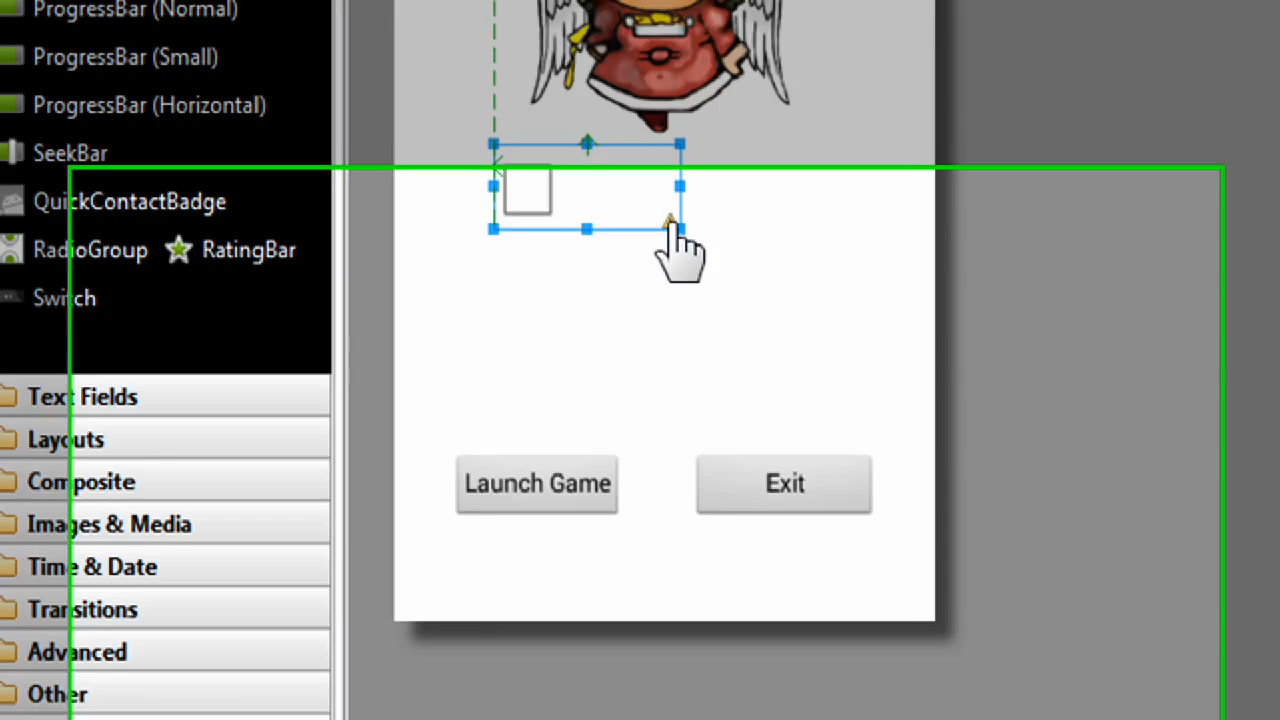 ProgressBar (Normal)
ProgressBar (Small)
ProgressBar (Horizontal)
SeekBar
QuickContactBadge
RadioGroup RatingBar
Switch
Text Fields
Layouts
Composite
Images & Media
Time & Date
Transitions
Advanced
Other
Launch Game Exit